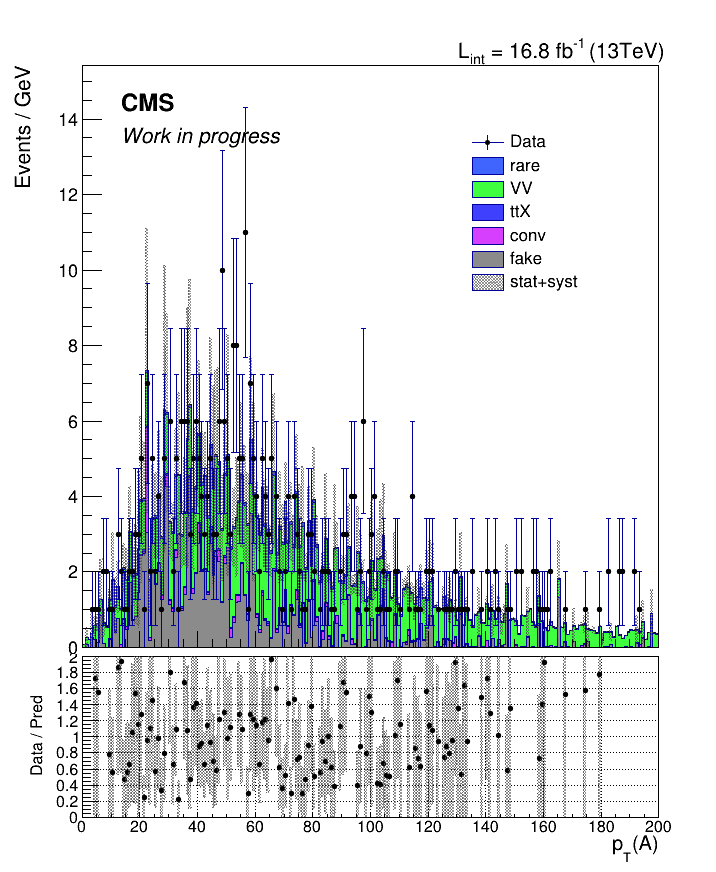 L_int = 16.8 fb^-1 (13TeV)
Events / GeV
CMS
Work in progress
Data
rare
VV
ttX
conv
fake
stat+syst
14
12
10
8
6
4
2
0
Data / Pred
2
1.8
1.6
1.4
1.2
1
0.8
0.6
0.4
0.2
0
0 20 40 60 80 100 120 140 160 180 200
p_T(A)